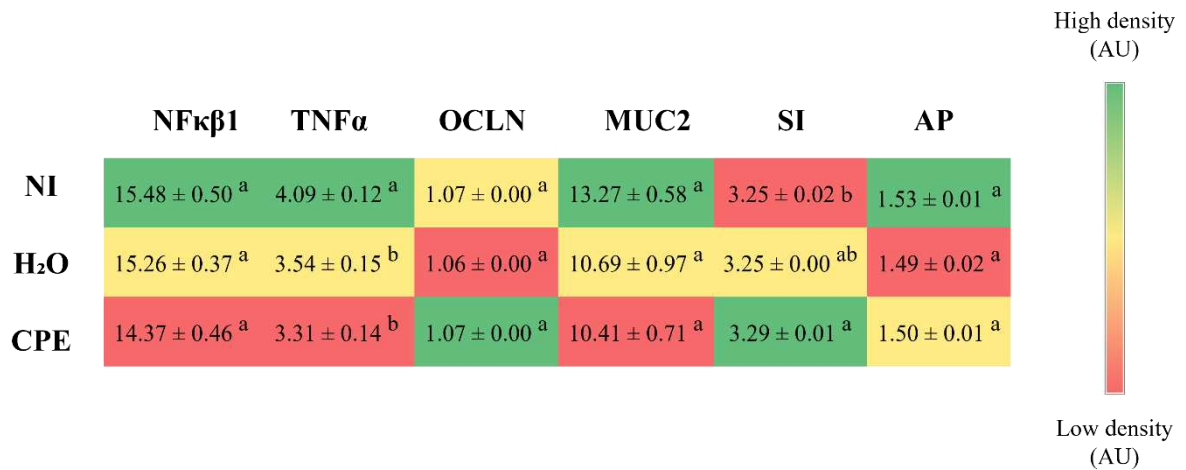 High density
(AU)
NFκβ1 TNFα OCLN MUC2 SI AP
NI 15.48 ± 0.50 a 4.09 ± 0.12 a 1.07 ± 0.00 a 13.27 ± 0.58 a 3.25 ± 0.02 b 1.53 ± 0.01 a
H₂O 15.26 ± 0.37 a 3.54 ± 0.15 b 1.06 ± 0.00 a 10.69 ± 0.97 a 3.25 ± 0.00 ab 1.49 ± 0.02 a
CPE 14.37 ± 0.46 a 3.31 ± 0.14 b 1.07 ± 0.00 a 10.41 ± 0.71 a 3.29 ± 0.01 a 1.50 ± 0.01 a
Low density
(AU)